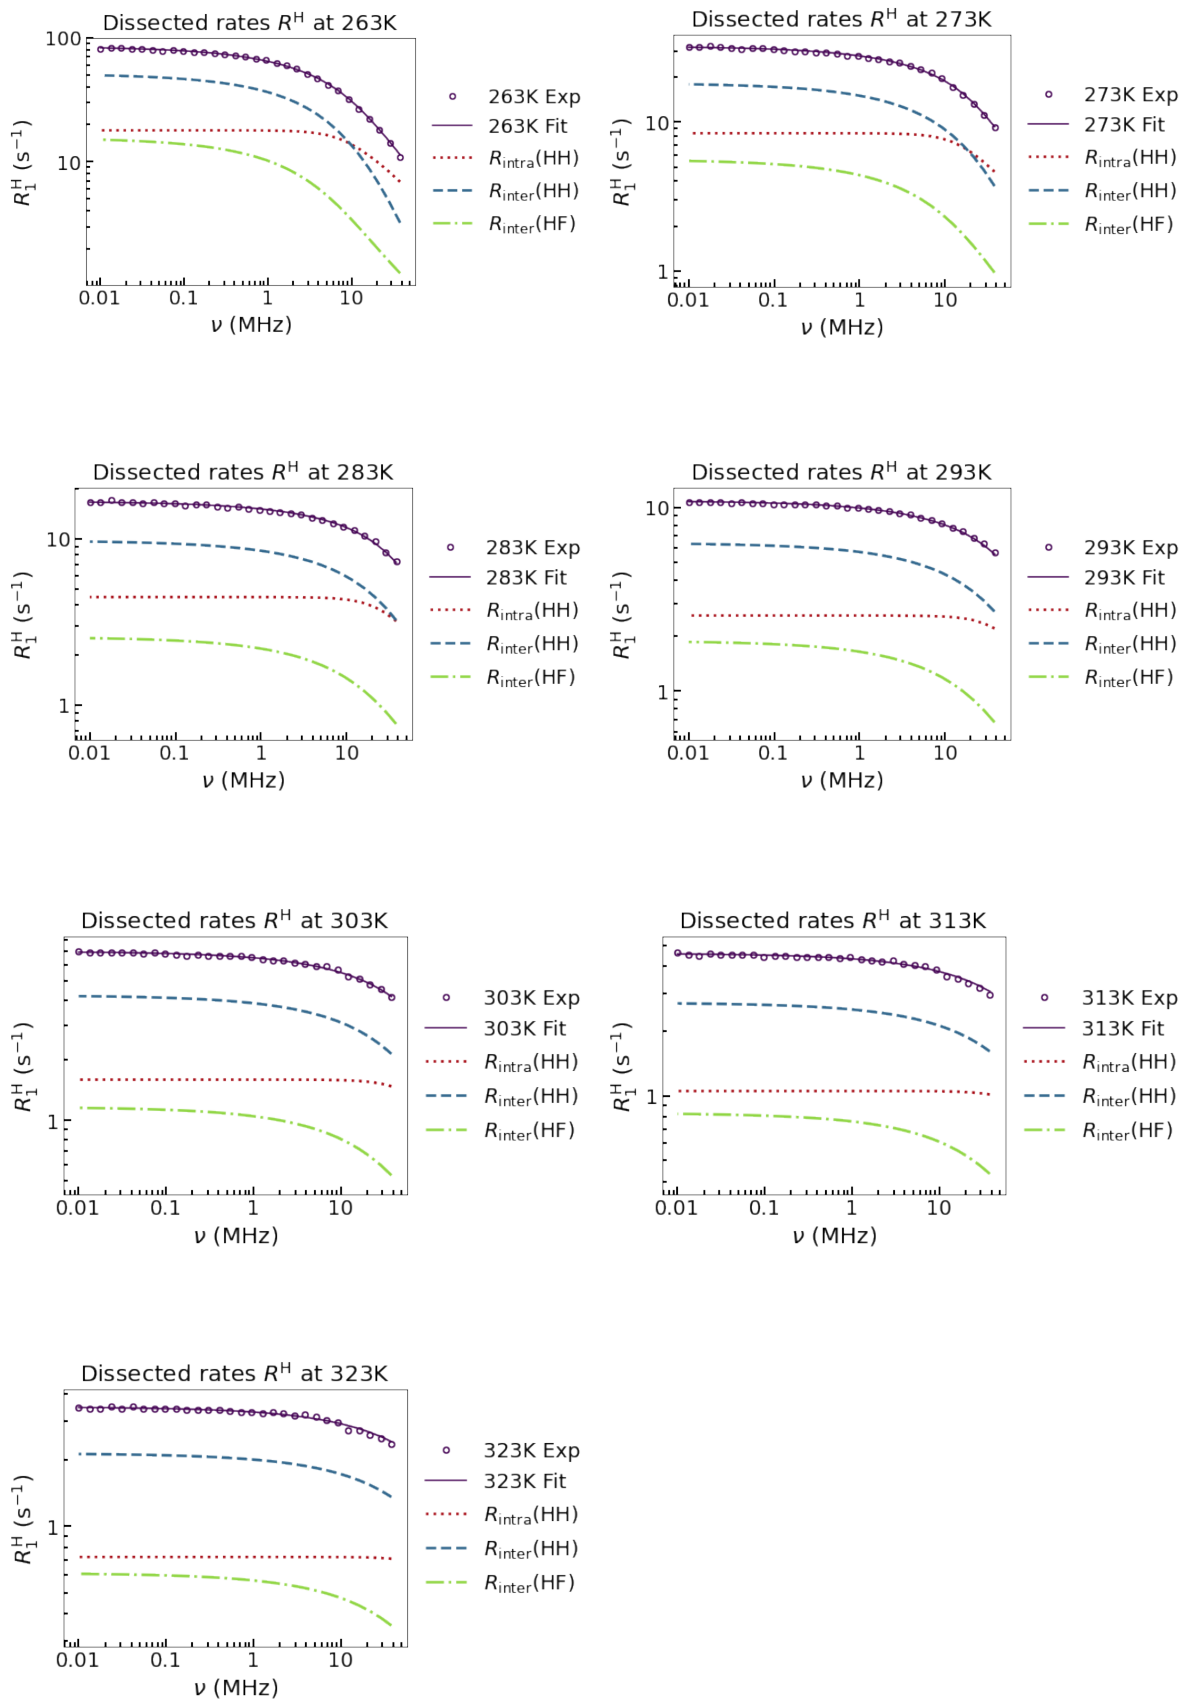 Dissected rates R^H at 263K
R₁^H (s⁻¹)
100
10
0.01 0.1 1 10
ν (MHz)
263K Exp
263K Fit
R_intra(HH)
R_inter(HH)
R_inter(HF)
Dissected rates R^H at 273K
R₁^H (s⁻¹)
10
1
0.01 0.1 1 10
ν (MHz)
273K Exp
273K Fit
R_intra(HH)
R_inter(HH)
R_inter(HF)
Dissected rates R^H at 283K
R₁^H (s⁻¹)
10
1
0.01 0.1 1 10
ν (MHz)
283K Exp
283K Fit
R_intra(HH)
R_inter(HH)
R_inter(HF)
Dissected rates R^H at 293K
R₁^H (s⁻¹)
10
1
0.01 0.1 1 10
ν (MHz)
293K Exp
293K Fit
R_intra(HH)
R_inter(HH)
R_inter(HF)
Dissected rates R^H at 303K
R₁^H (s⁻¹)
1
0.01 0.1 1 10
ν (MHz)
303K Exp
303K Fit
R_intra(HH)
R_inter(HH)
R_inter(HF)
Dissected rates R^H at 313K
R₁^H (s⁻¹)
1
0.01 0.1 1 10
ν (MHz)
313K Exp
313K Fit
R_intra(HH)
R_inter(HH)
R_inter(HF)
Dissected rates R^H at 323K
R₁^H (s⁻¹)
1
0.01 0.1 1 10
ν (MHz)
323K Exp
323K Fit
R_intra(HH)
R_inter(HH)
R_inter(HF)